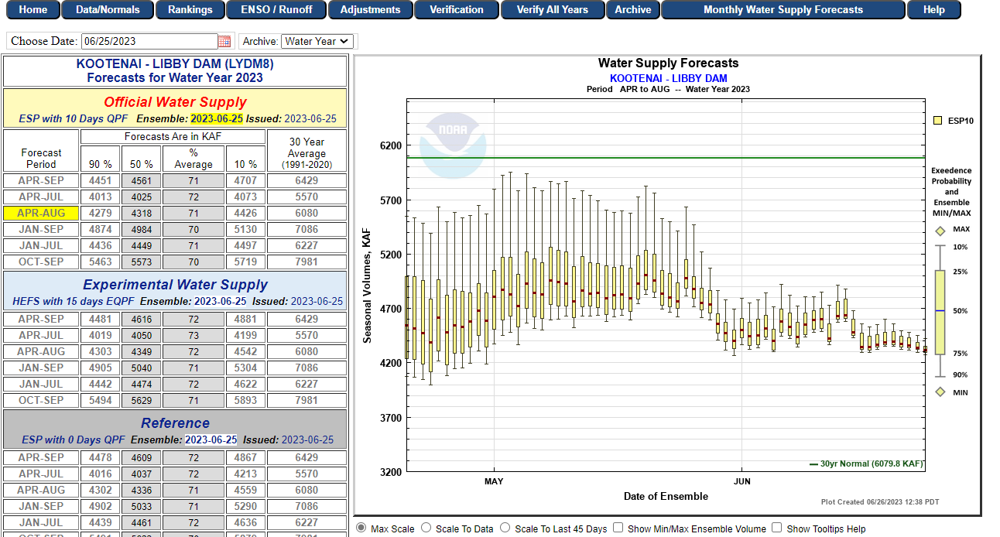 Home Data/Normals Rankings ENSO / Runoff Adjustments Verification Verify All Years Archive Monthly Water Supply Forecasts Help
Choose Date: 06/25/2023 Archive: Water Year
KOOTENAI - LIBBY DAM (LYDM8)
Forecasts for Water Year 2023
Official Water Supply
ESP with 10 Days QPF Ensemble: 2023-06-25 Issued: 2023-06-25
Forecast Period Forecasts Are in KAF 30 Year Average (1991-2020)
90 % 50 % % Average 10 %
APR-SEP 4451 4561 71 4707 6429
APR-JUL 4013 4025 72 4073 5570
APR-AUG 4279 4318 71 4426 6080
JAN-SEP 4874 4984 70 5130 7086
JAN-JUL 4436 4449 71 4497 6227
OCT-SEP 5463 5573 70 5719 7981
Experimental Water Supply
HEFS with 15 days EQPF Ensemble: 2023-06-25 Issued: 2023-06-25
APR-SEP 4481 4616 72 4881 6429
APR-JUL 4019 4050 73 4199 5570
APR-AUG 4303 4349 72 4542 6080
JAN-SEP 4905 5040 71 5304 7086
JAN-JUL 4442 4474 72 4622 6227
OCT-SEP 5494 5629 71 5893 7981
Reference
ESP with 0 Days QPF Ensemble: 2023-06-25 Issued: 2023-06-25
APR-SEP 4478 4609 72 4867 6429
APR-JUL 4016 4037 72 4213 5570
APR-AUG 4302 4336 71 4559 6080
JAN-SEP 4902 5033 71 5290 7086
JAN-JUL 4439 4461 72 4636 6227
Water Supply Forecasts
KOOTENAI - LIBBY DAM
Period APR to AUG -- Water Year 2023
NOAA
Seasonal Volumes, KAF
6200
5700
5200
4700
4200
3700
3200
30yr Normal (6079.8 KAF)
MAY JUN
Date of Ensemble
Plot Created 06/26/2023 12:38 PDT
ESP10
Exeedence
Probability
and
Ensemble
MIN/MAX
MAX
10%
25%
50%
75%
90%
MIN
Max Scale Scale To Data Scale To Last 45 Days Show Min/Max Ensemble Volume Show Tooltips Help